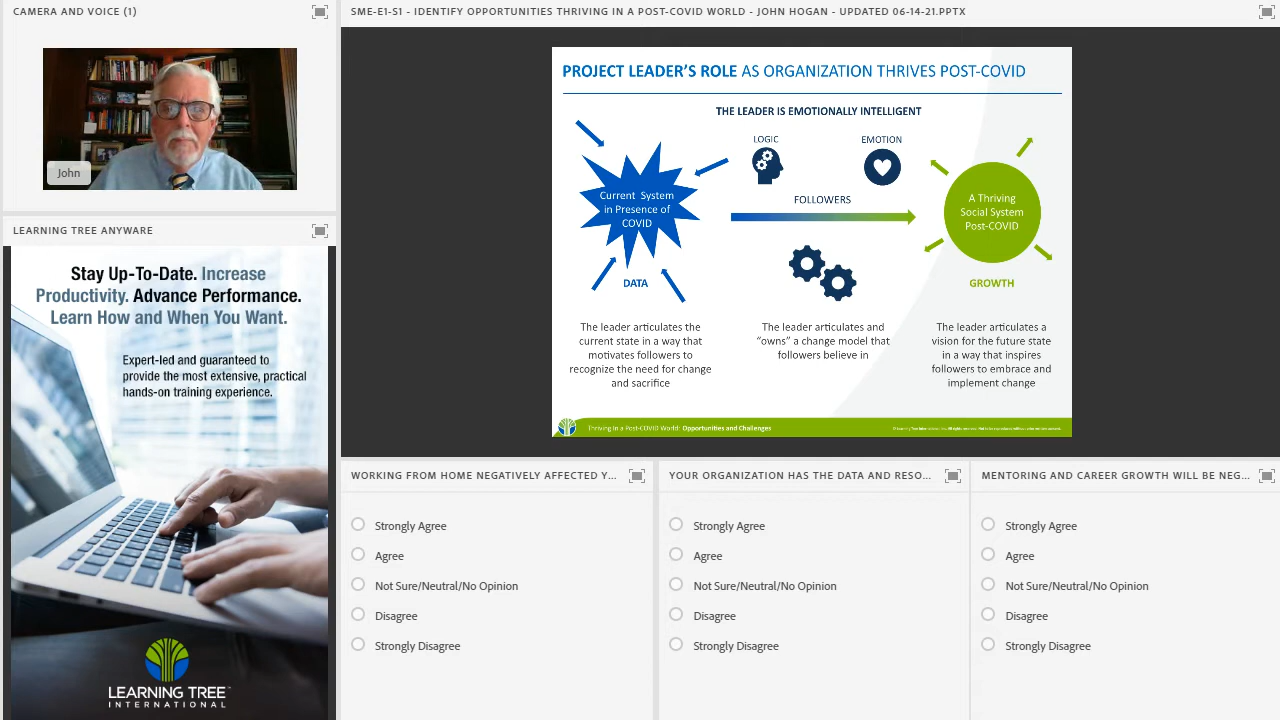 CAMERA AND VOICE (1)
John
LEARNING TREE ANYWARE
Stay Up-To-Date. Increase
Productivity. Advance Performance.
Learn How and When You Want.
Expert-led and guaranteed to
provide the most extensive, practical
hands-on training experience.
LEARNING TREE™
INTERNATIONAL
SME-E1-S1 - IDENTIFY OPPORTUNITIES THRIVING IN A POST-COVID WORLD - JOHN HOGAN - UPDATED 06-14-21.PPTX
PROJECT LEADER'S ROLE AS ORGANIZATION THRIVES POST-COVID
THE LEADER IS EMOTIONALLY INTELLIGENT
LOGIC
EMOTION
Current System
in Presence of
COVID
FOLLOWERS
A Thriving
Social System
Post-COVID
DATA
GROWTH
The leader articulates the
current state in a way that
motivates followers to
recognize the need for change
and sacrifice
The leader articulates and
“owns” a change model that
followers believe in
The leader articulates a
vision for the future state
in a way that inspires
followers to embrace and
implement change
Thriving in a Post-COVID World: Opportunities and Challenges
WORKING FROM HOME NEGATIVELY AFFECTED Y...
Strongly Agree
Agree
Not Sure/Neutral/No Opinion
Disagree
Strongly Disagree
YOUR ORGANIZATION HAS THE DATA AND RESO...
Strongly Agree
Agree
Not Sure/Neutral/No Opinion
Disagree
Strongly Disagree
MENTORING AND CAREER GROWTH WILL BE NEG...
Strongly Agree
Agree
Not Sure/Neutral/No Opinion
Disagree
Strongly Disagree